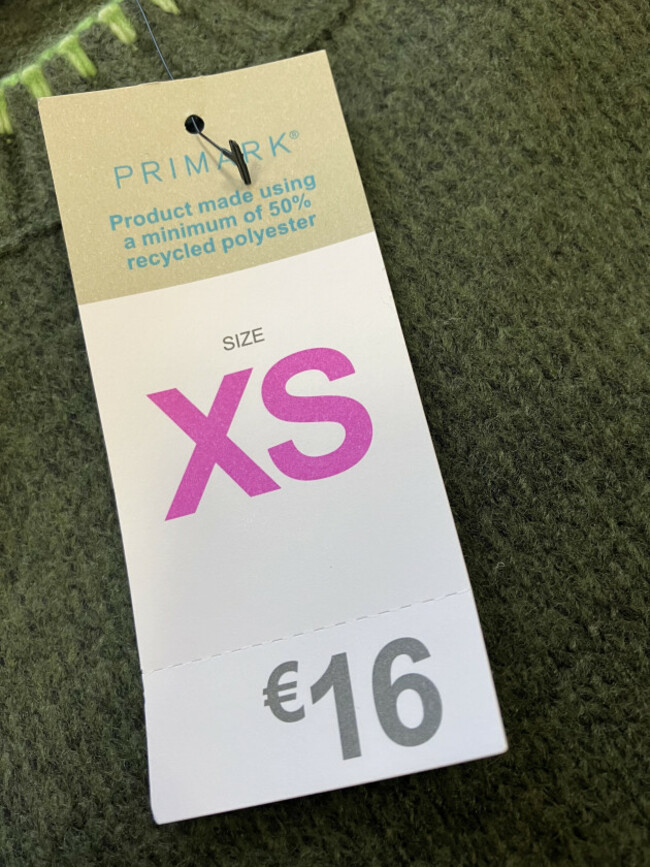 PRIMARK®
Product made using
a minimum of 50%
recycled polyester
SIZE
XS
€16